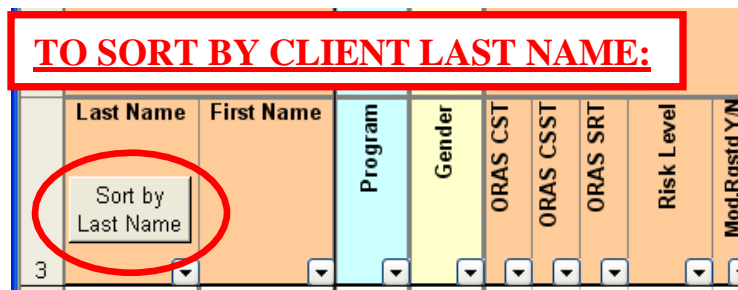 TO SORT BY CLIENT LAST NAME:
Last Name
First Name
Program
Gender
ORAS CST
ORAS CSST
ORAS SRT
Risk Level
Mod.Rqstd Y/N
Sort by
Last Name
3